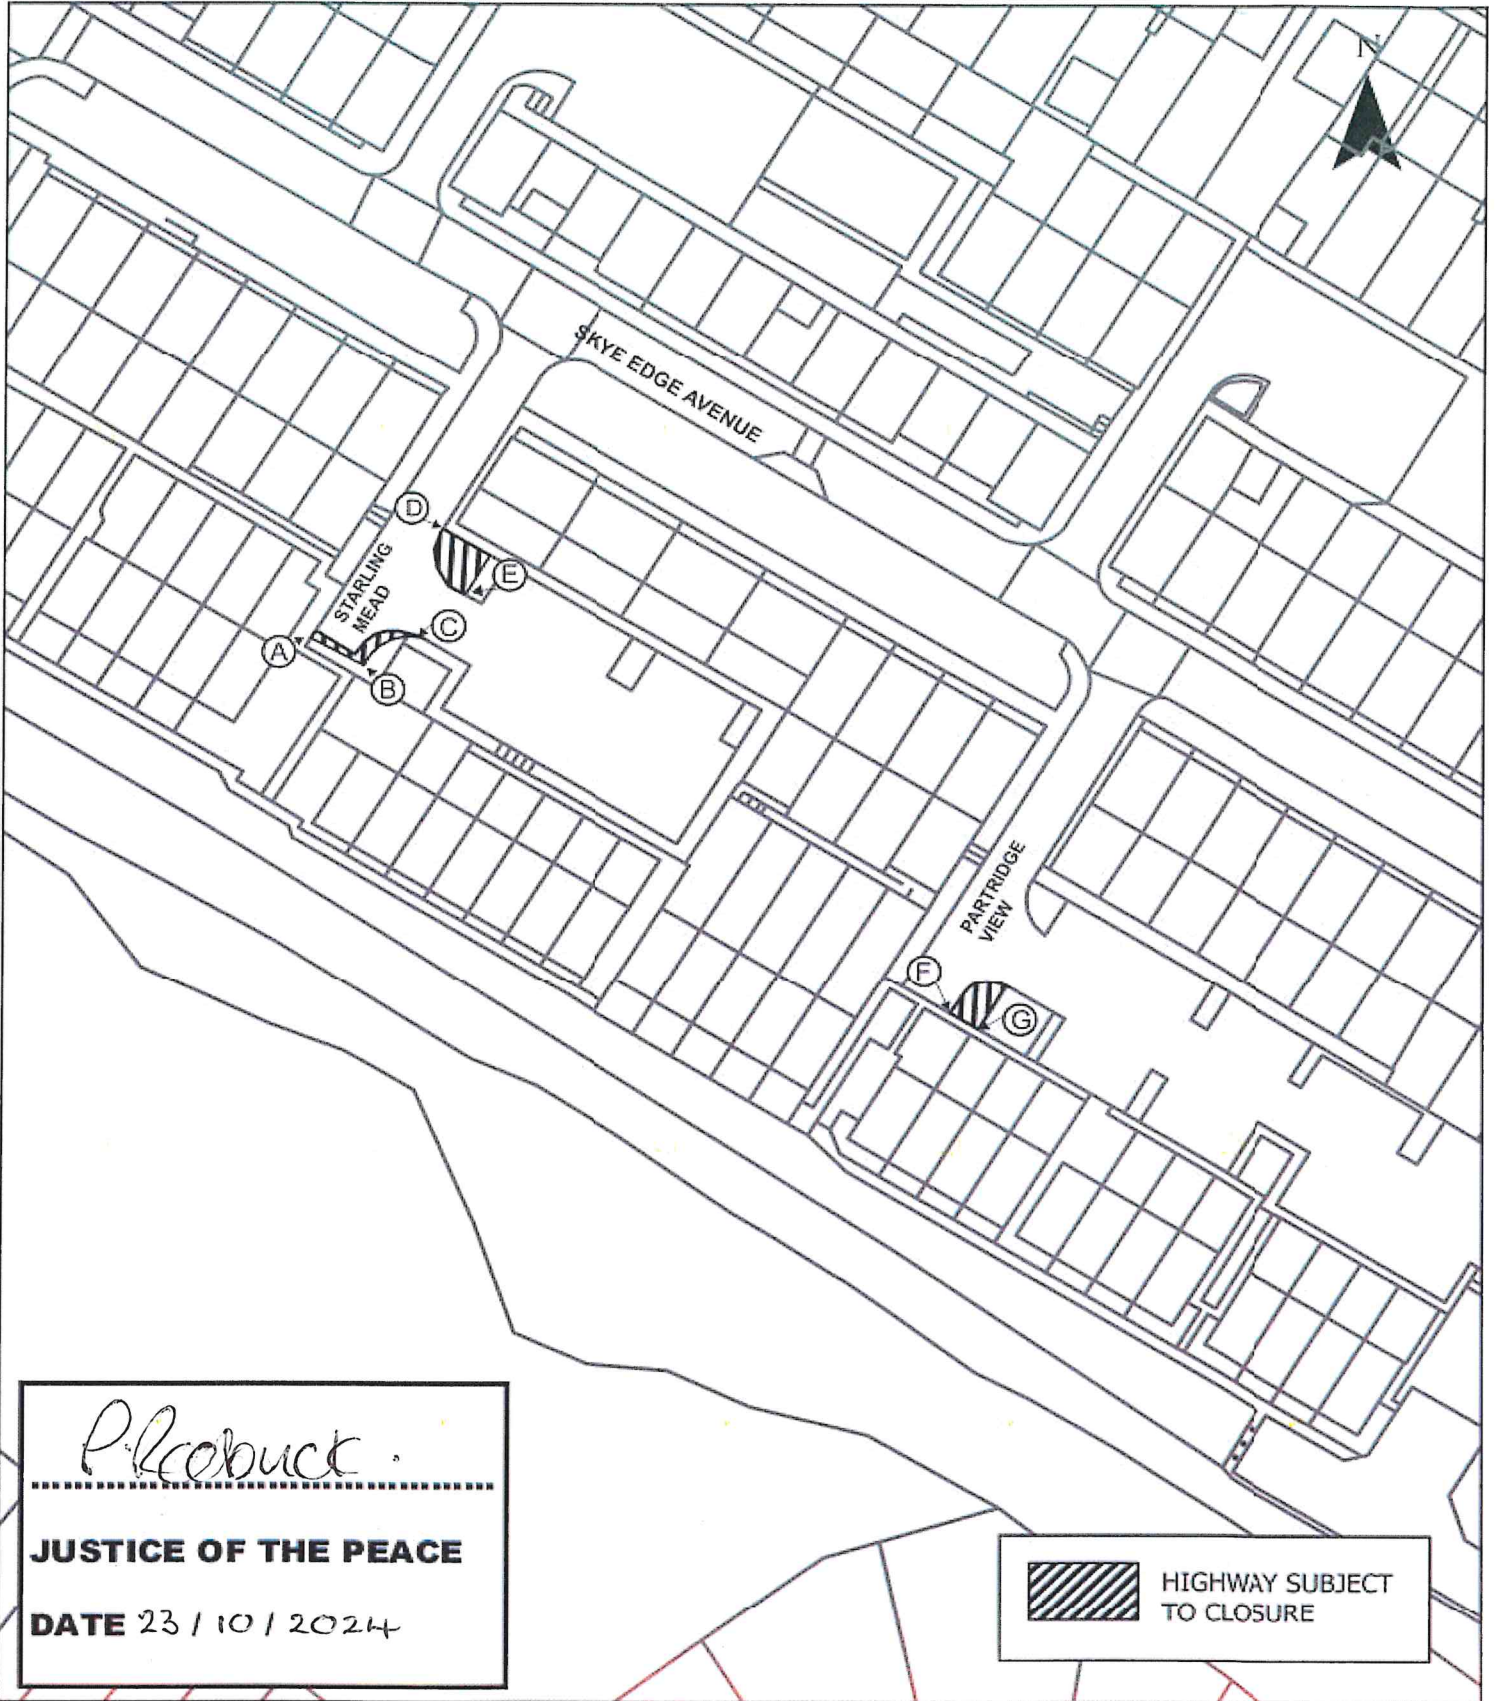 N
SKYE EDGE AVENUE
D
E
STARLING
MEAD
C
A
B
PARTRIDGE
VIEW
F
G
P. Roebuck.
JUSTICE OF THE PEACE
DATE 23 / 10 / 2024
HIGHWAY SUBJECT
TO CLOSURE